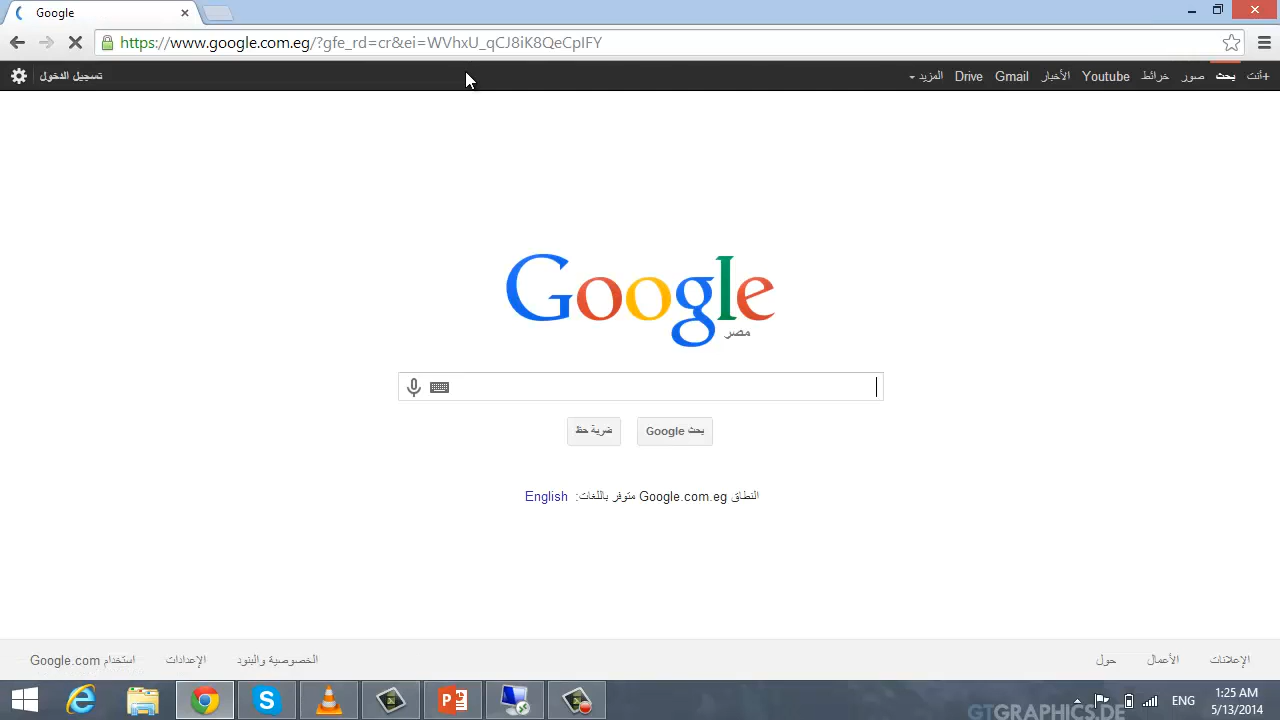 Google
https://www.google.com.eg/?gfe_rd=cr&ei=WVhxU_qCJ8iK8QeCpIFY
+أنت بحث صور خرائط Youtube الأخبار Gmail Drive المزيد تسجيل الدخول
Google
مصر
بحث Google ضربة حظ
النطاق Google.com.eg متوفر باللغات: English
الإعلانات الأعمال حول الخصوصية والبنود الإعدادات استخدام Google.com
ENG
1:25 AM
5/13/2014
GTGRAPHICS.DE